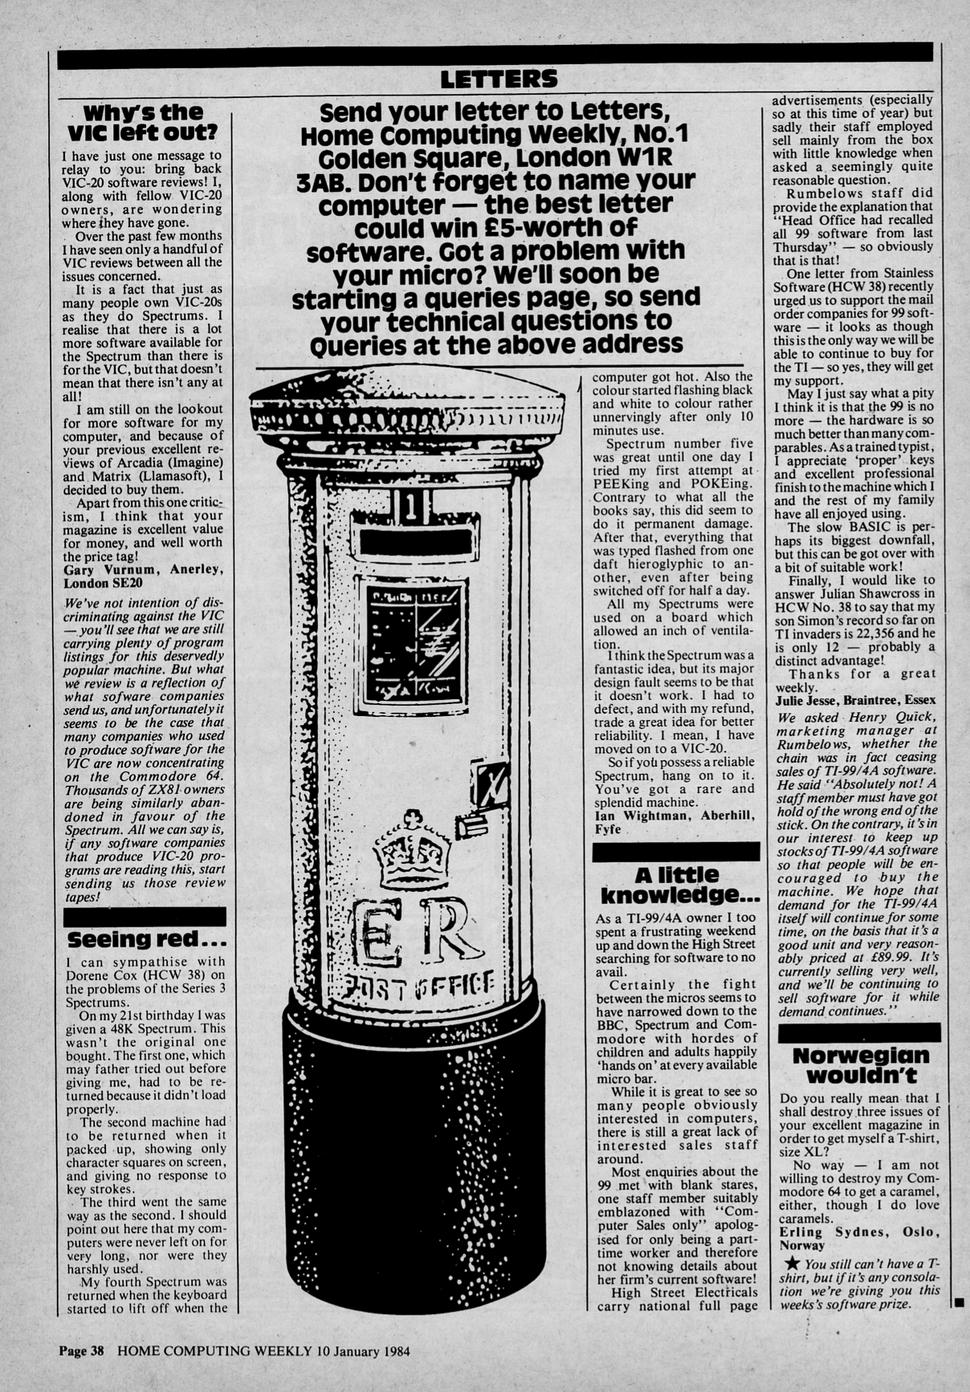 LETTERS
Why's the
VIC left out?
I have just one message to
relay to you: bring back
VIC-20 software reviews! I,
along with fellow VIC-20
owners, are wondering
where they have gone.
Over the past few months
I have seen only a handful of
VIC reviews between all the
issues concerned.
It is a fact that just as
many people own VIC-20s
as they do Spectrums. I
realise that there is a lot
more software available for
the Spectrum than there is
for the VIC, but that doesn't
mean that there isn't any at
all!
I am still on the lookout
for more software for my
computer, and because of
your previous excellent re-
views of Arcadia (Imagine)
and Matrix (Llamasoft), I
decided to buy them.
Apart from this one critic-
ism, I think that your
magazine is excellent value
for money, and well worth
the price tag!
Gary Vurnum, Anerley,
London SE20
We've not intention of dis-
criminating against the VIC
— you'll see that we are still
carrying plenty of program
listings for this deservedly
popular machine. But what
we review is a reflection of
what sofware companies
send us, and unfortunately it
seems to be the case that
many companies who used
to produce software for the
VIC are now concentrating
on the Commodore 64.
Thousands of ZX81 owners
are being similarly aban-
doned in favour of the
Spectrum. All we can say is,
if any software companies
that produce VIC-20 pro-
grams are reading this, start
sending us those review
tapes!
Seeing red...
I can sympathise with
Dorene Cox (HCW 38) on
the problems of the Series 3
Spectrums.
On my 21st birthday I was
given a 48K Spectrum. This
wasn't the original one
bought. The first one, which
may father tried out before
giving me, had to be re-
turned because it didn't load
properly.
The second machine had
to be returned when it
packed up, showing only
character squares on screen,
and giving no response to
key strokes.
The third went the same
way as the second. I should
point out here that my com-
puters were never left on for
very long, nor were they
harshly used.
My fourth Spectrum was
returned when the keyboard
started to lift off when the
Send your letter to Letters,
Home Computing Weekly, No.1
Golden Square, London W1R
3AB. Don't forget to name your
computer — the best letter
could win £5-worth of
software. Got a problem with
your micro? We'll soon be
starting a queries page, so send
your technical questions to
Queries at the above address
1
ER
POST OFFICE
computer got hot. Also the
colour started flashing black
and white to colour rather
unnervingly after only 10
minutes use.
Spectrum number five
was great until one day I
tried my first attempt at
PEEKing and POKEing.
Contrary to what all the
books say, this did seem to
do it permanent damage.
After that, everything that
was typed flashed from one
daft hieroglyphic to an-
other, even after being
switched off for half a day.
All my Spectrums were
used on a board which
allowed an inch of ventila-
tion.
I think the Spectrum was a
fantastic idea, but its major
design fault seems to be that
it doesn't work. I had to
defect, and with my refund,
trade a great idea for better
reliability. I mean, I have
moved on to a VIC-20.
So if you possess a reliable
Spectrum, hang on to it.
You've got a rare and
splendid machine.
Ian Wightman, Aberhill,
Fyfe
A little
knowledge...
As a TI-99/4A owner I too
spent a frustrating weekend
up and down the High Street
searching for software to no
avail.
Certainly the fight
between the micros seems to
have narrowed down to the
BBC, Spectrum and Com-
modore with hordes of
children and adults happily
'hands on' at every available
micro bar.
While it is great to see so
many people obviously
interested in computers,
there is still a great lack of
interested sales staff
around.
Most enquiries about the
99 met with blank stares,
one staff member suitably
emblazoned with "Com-
puter Sales only" apolog-
ised for only being a part-
time worker and therefore
not knowing details about
her firm's current software!
High Street Electricals
carry national full page
advertisements (especially
so at this time of year) but
sadly their staff employed
sell mainly from the box
with little knowledge when
asked a seemingly quite
reasonable question.
Rumbelows staff did
provide the explanation that
"Head Office had recalled
all 99 software from last
Thursday" — so obviously
that is that!
One letter from Stainless
Software (HCW 38) recently
urged us to support the mail
order companies for 99 soft-
ware — it looks as though
this is the only way we will be
able to continue to buy for
the TI — so yes, they will get
my support.
May I just say what a pity
I think it is that the 99 is no
more — the hardware is so
much better than many com-
parables. As a trained typist,
I appreciate 'proper' keys
and excellent professional
finish to the machine which I
and the rest of my family
have all enjoyed using.
The slow BASIC is per-
haps its biggest downfall,
but this can be got over with
a bit of suitable work!
Finally, I would like to
answer Julian Shawcross in
HCW No. 38 to say that my
son Simon's record so far on
TI invaders is 22,356 and he
is only 12 — probably a
distinct advantage!
Thanks for a great
weekly.
Julie Jesse, Braintree, Essex
We asked Henry Quick,
marketing manager at
Rumbelows, whether the
chain was in fact ceasing
sales of TI-99/4A software.
He said "Absolutely not! A
staff member must have got
hold of the wrong end of the
stick. On the contrary, it's in
our interest to keep up
stocks of TI-99/4A software
so that people will be en-
couraged to buy the
machine. We hope that
demand for the TI-99/4A
itself will continue for some
time, on the basis that it's a
good unit and very reason-
ably priced at £89.99. It's
currently selling very well,
and we'll be continuing to
sell software for it while
demand continues."
Norwegian
wouldn't
Do you really mean that I
shall destroy three issues of
your excellent magazine in
order to get myself a T-shirt,
size XL?
No way — I am not
willing to destroy my Com-
modore 64 to get a caramel,
either, though I do love
caramels.
Erling Sydnes, Oslo,
Norway
★ You still can't have a T-
shirt, but if it's any consola-
tion we're giving you this
week's software prize.
Page 38 HOME COMPUTING WEEKLY 10 January 1984